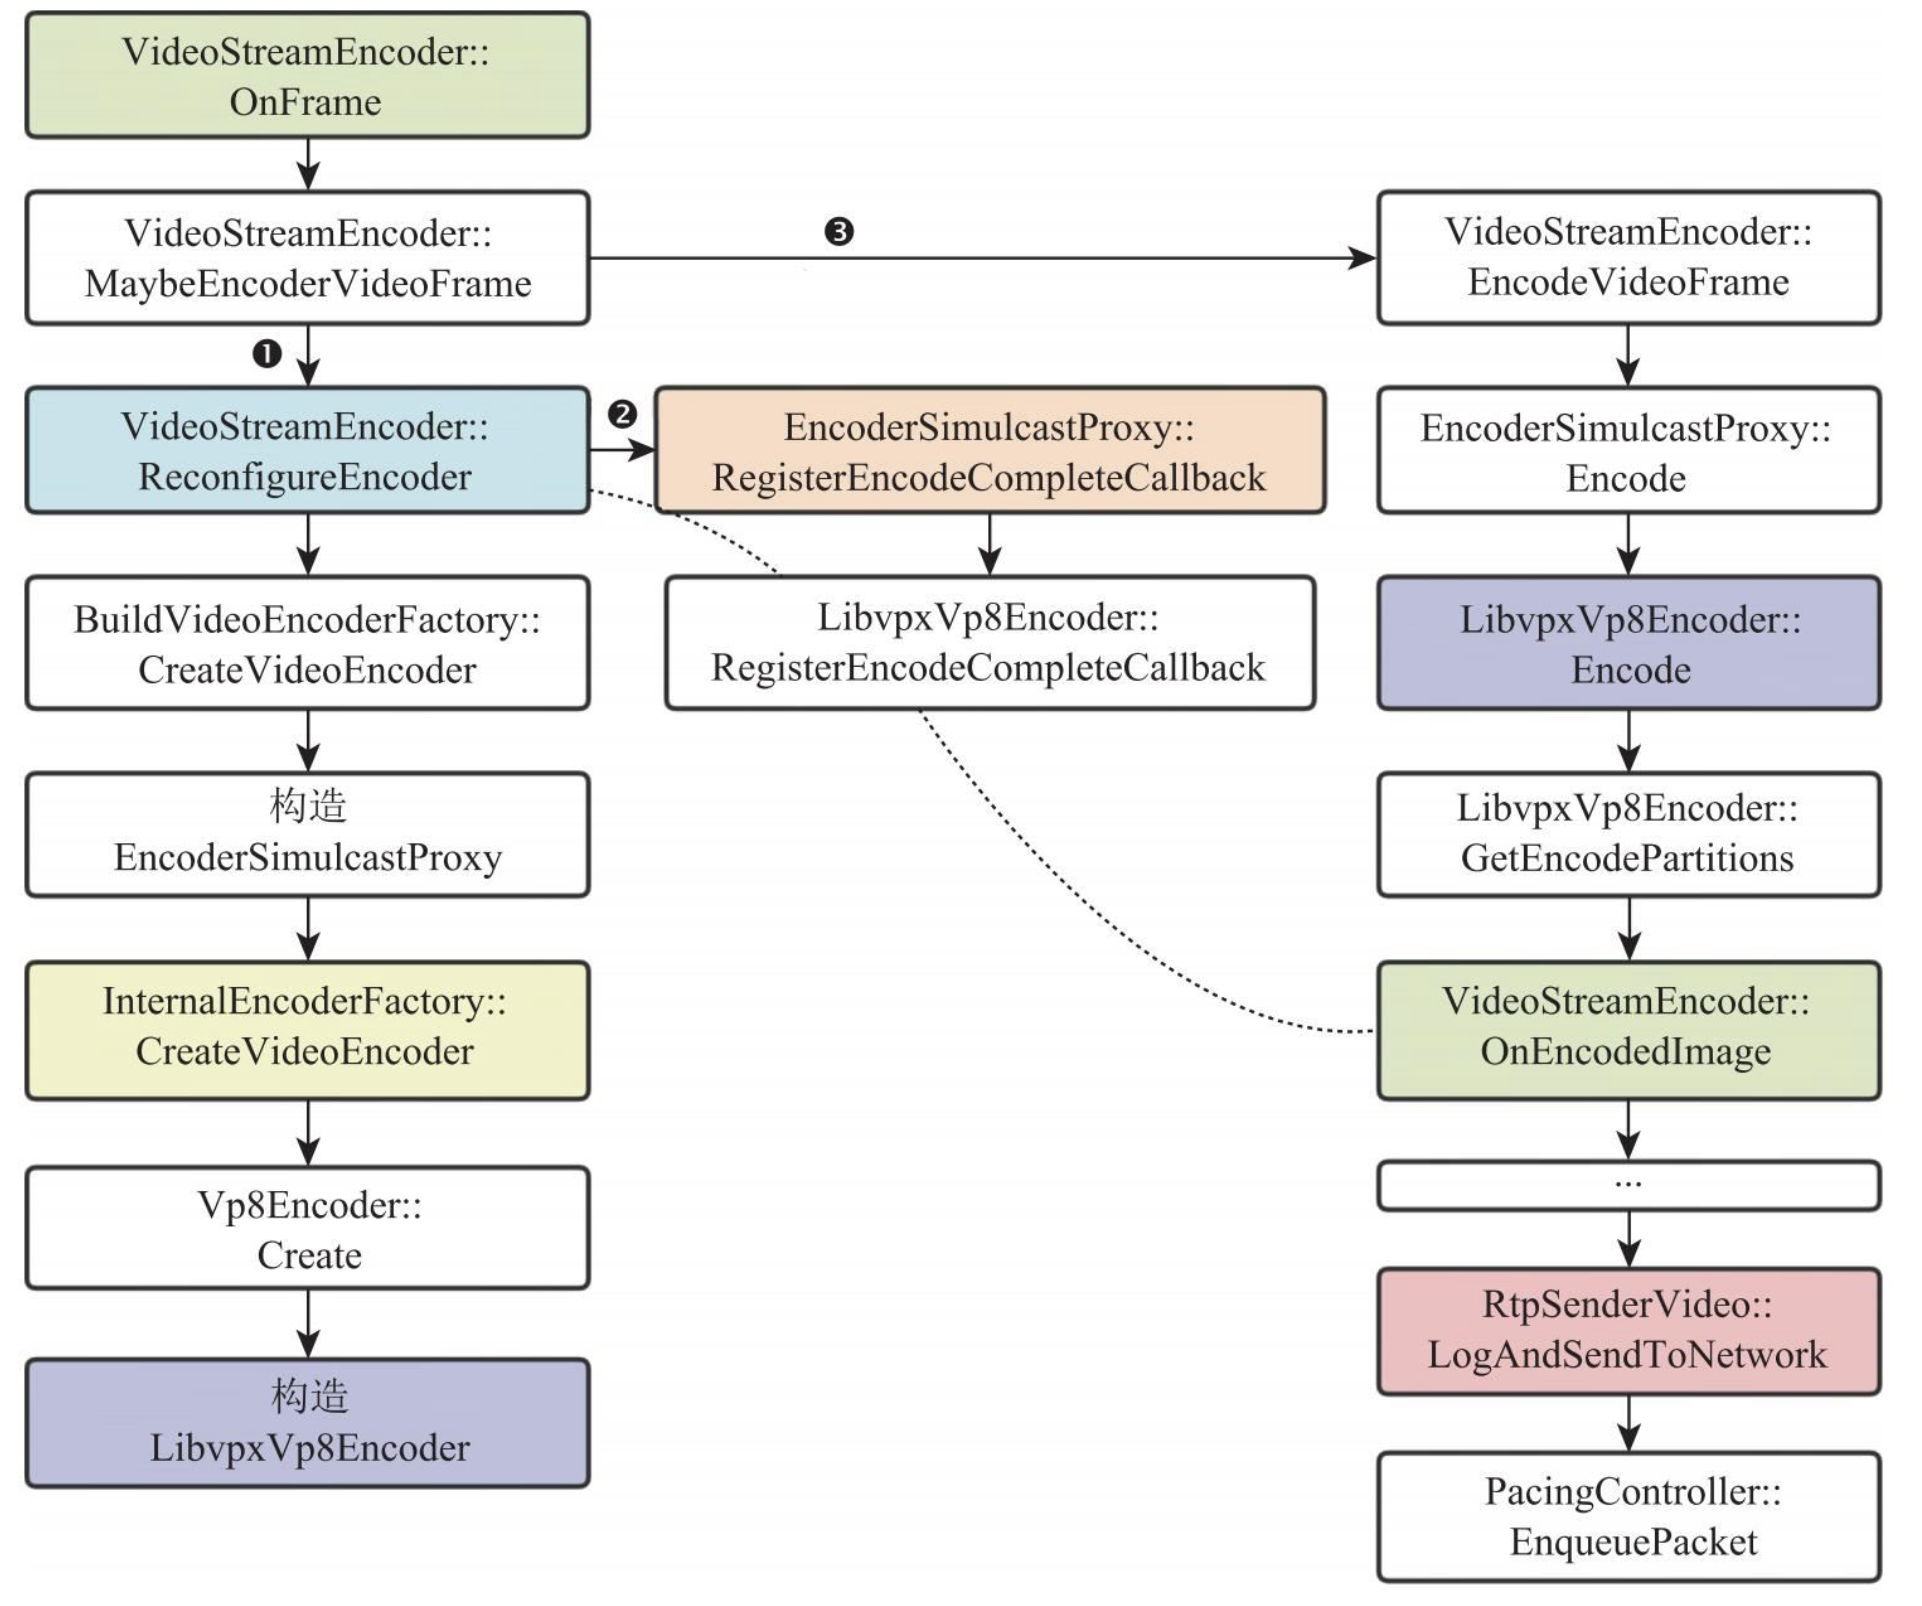 VideoStreamEncoder::
OnFrame
VideoStreamEncoder::
MaybeEncoderVideoFrame
❸
VideoStreamEncoder::
EncodeVideoFrame
❶
VideoStreamEncoder::
ReconfigureEncoder
❷
EncoderSimulcastProxy::
RegisterEncodeCompleteCallback
EncoderSimulcastProxy::
Encode
BuildVideoEncoderFactory::
CreateVideoEncoder
LibvpxVp8Encoder::
RegisterEncodeCompleteCallback
LibvpxVp8Encoder::
Encode
构造
EncoderSimulcastProxy
LibvpxVp8Encoder::
GetEncodePartitions
InternalEncoderFactory::
CreateVideoEncoder
VideoStreamEncoder::
OnEncodedImage
Vp8Encoder::
Create
...
RtpSenderVideo::
LogAndSendToNetwork
构造
LibvpxVp8Encoder
PacingController::
EnqueuePacket